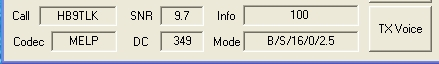 Call HB9TLK SNR 9.7 Info 100
TX Voice
Codec MELP DC 349 Mode B/S/16/0/2.5